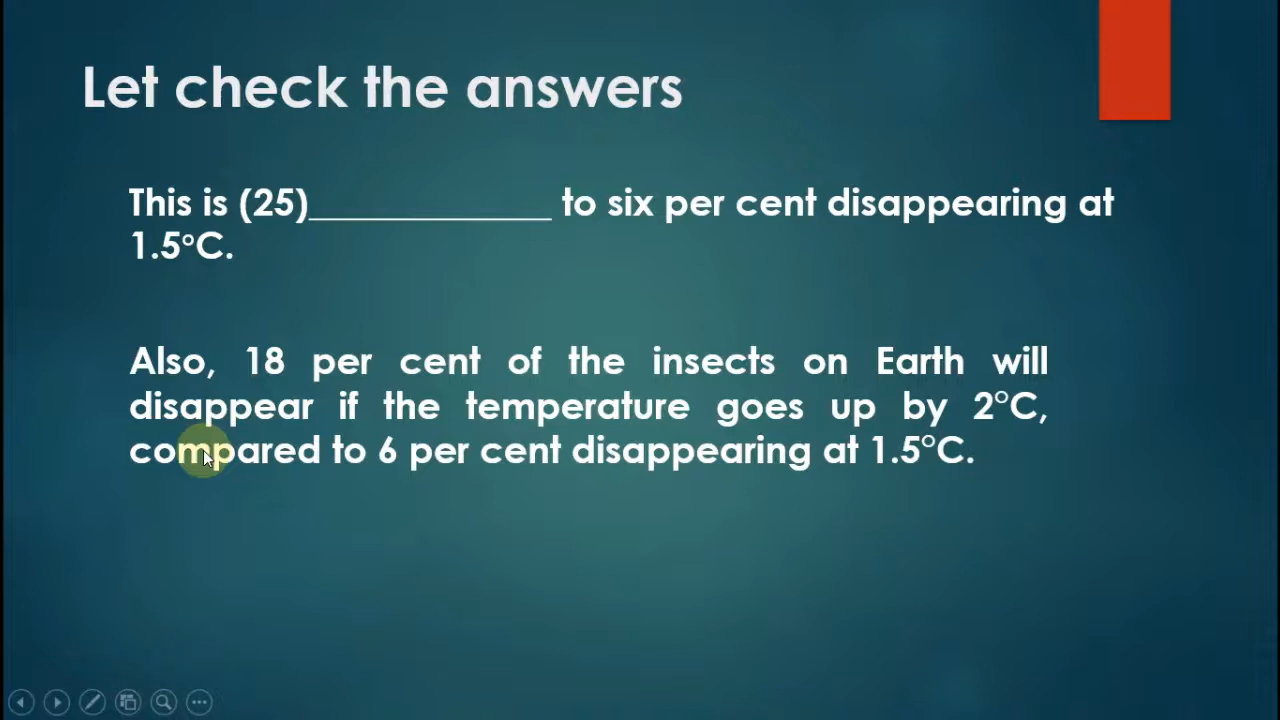 Let check the answers
This is (25)____________ to six per cent disappearing at
1.5°C.
Also, 18 per cent of the insects on Earth will
disappear if the temperature goes up by 2°C,
compared to 6 per cent disappearing at 1.5°C.